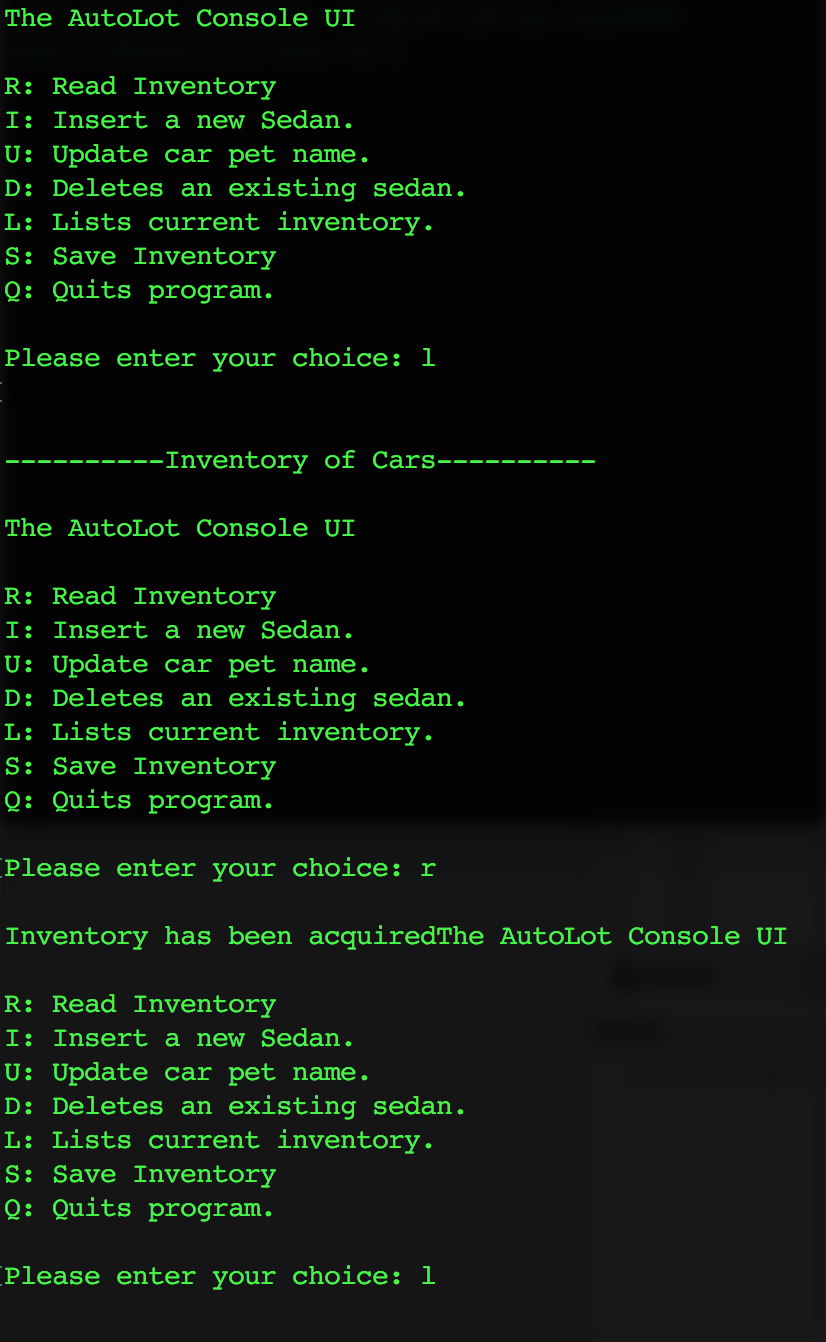 The AutoLot Console UI
R: Read Inventory
I: Insert a new Sedan.
U: Update car pet name.
D: Deletes an existing sedan.
L: Lists current inventory.
S: Save Inventory
Q: Quits program.
Please enter your choice: l
----------Inventory of Cars----------
The AutoLot Console UI
R: Read Inventory
I: Insert a new Sedan.
U: Update car pet name.
D: Deletes an existing sedan.
L: Lists current inventory.
S: Save Inventory
Q: Quits program.
Please enter your choice: r
Inventory has been acquiredThe AutoLot Console UI
R: Read Inventory
I: Insert a new Sedan.
U: Update car pet name.
D: Deletes an existing sedan.
L: Lists current inventory.
S: Save Inventory
Q: Quits program.
Please enter your choice: l